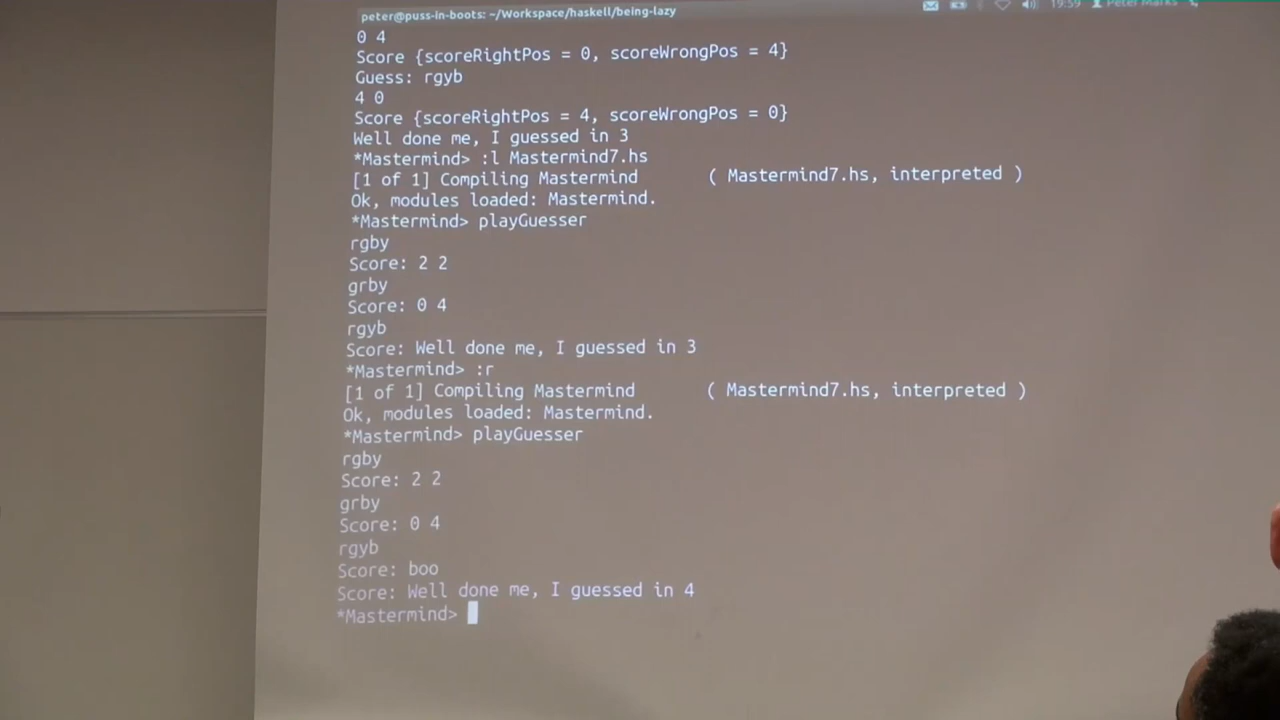 peter@puss-in-boots: ~/Workspace/haskell/being-lazy 19:59 Peter Marks
0 4
Score {scoreRightPos = 0, scoreWrongPos = 4}
Guess: rgyb
4 0
Score {scoreRightPos = 4, scoreWrongPos = 0}
Well done me, I guessed in 3
*Mastermind> :l Mastermind7.hs
[1 of 1] Compiling Mastermind ( Mastermind7.hs, interpreted )
Ok, modules loaded: Mastermind.
*Mastermind> playGuesser
rgby
Score: 2 2
grby
Score: 0 4
rgyb
Score: Well done me, I guessed in 3
*Mastermind> :r
[1 of 1] Compiling Mastermind ( Mastermind7.hs, interpreted )
Ok, modules loaded: Mastermind.
*Mastermind> playGuesser
rgby
Score: 2 2
grby
Score: 0 4
rgyb
Score: boo
Score: Well done me, I guessed in 4
*Mastermind>